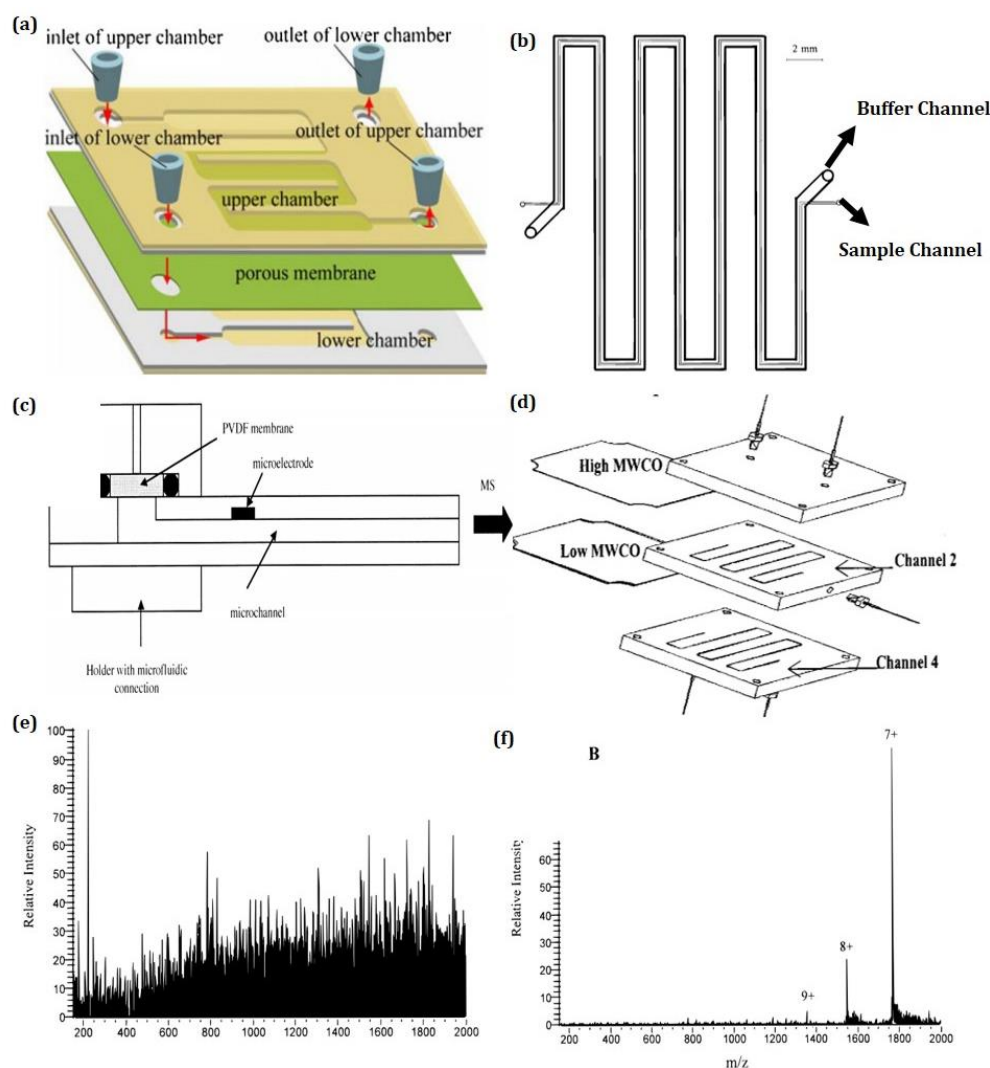 (a)
inlet of upper chamber
outlet of lower chamber
inlet of lower chamber
outlet of upper chamber
upper chamber
porous membrane
lower chamber
(b)
2 mm
Buffer Channel
Sample Channel
(c)
PVDF membrane
microelectrode
MS
microchannel
Holder with microfluidic
connection
(d)
High MWCO
Low MWCO
Channel 2
Channel 4
(e)
100
90
80
70
60
50
40
30
20
10
0
Relative Intensity
200 400 600 800 1000 1200 1400 1600 1800 2000
(f)
B
7+
8+
9+
60
50
40
30
20
10
0
Relative Intensity
200 400 600 800 1000 1200 1400 1600 1800 2000
m/z